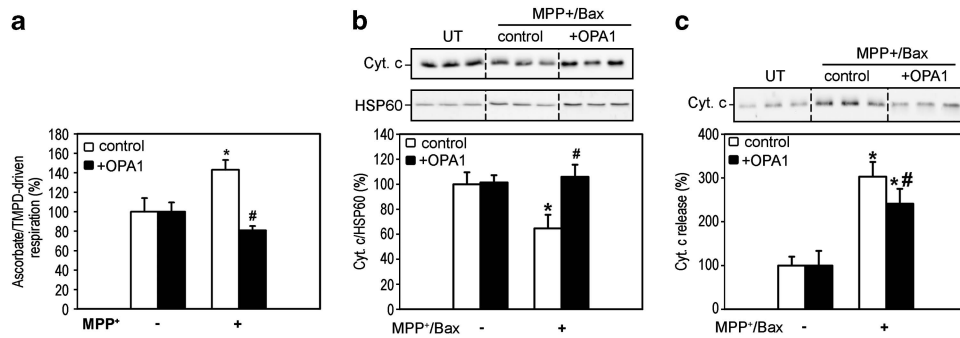 a
Ascorbate/TMPD-driven
respiration (%)
180
160
140
120
100
80
60
40
20
0
control
+OPA1
*
#
MPP⁺
-
+
b
MPP+/Bax
UT
control
+OPA1
Cyt. c
HSP60
Cyt. c/HSP60 (%)
140
120
100
80
60
40
20
0
control
+OPA1
*
#
MPP⁺/Bax
-
+
c
MPP+/Bax
UT
control
+OPA1
Cyt. c
Cyt. c release (%)
400
300
200
100
0
control
+OPA1
*
*#
MPP⁺/Bax
-
+